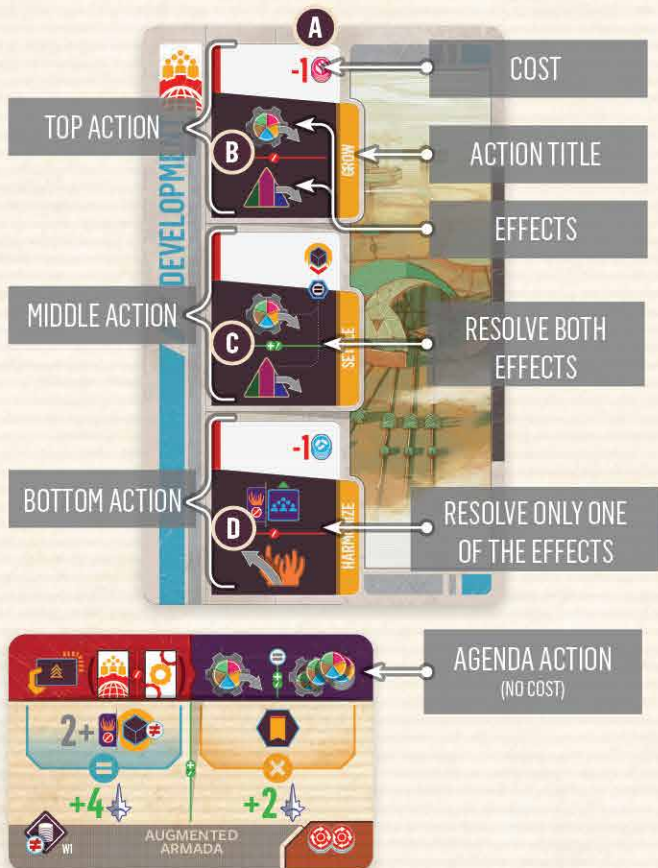 A
-1
COST
TOP ACTION
DEVELOPMENT
B
GROW
ACTION TITLE
EFFECTS
MIDDLE ACTION
C
SETTLE
RESOLVE BOTH
EFFECTS
-1
BOTTOM ACTION
D
HARMONIZE
RESOLVE ONLY ONE
OF THE EFFECTS
AGENDA ACTION
(NO COST)
2+
=
×
+4
+2
W1
AUGMENTED
ARMADA